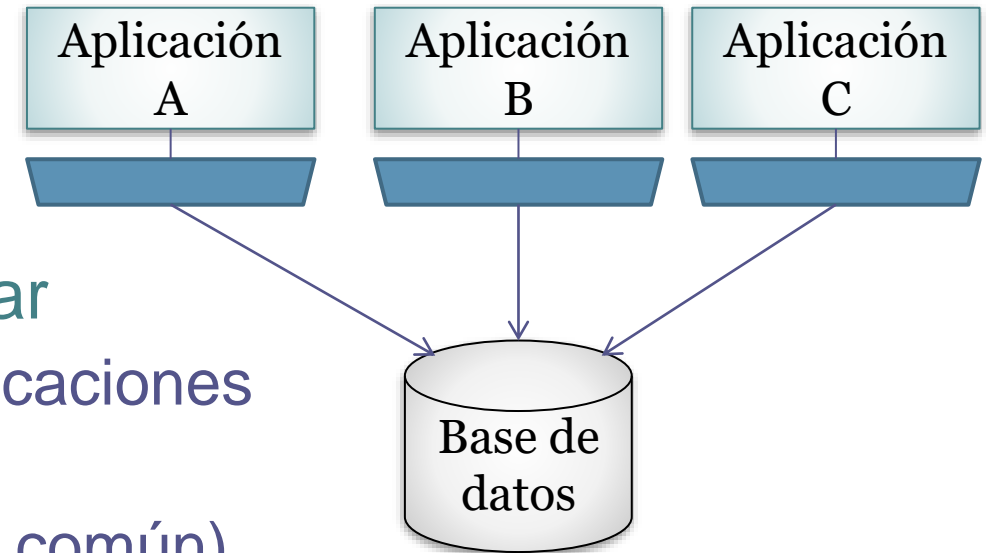 Aplicación
A
Aplicación
B
Aplicación
C
ar
caciones
Base de
datos
común)